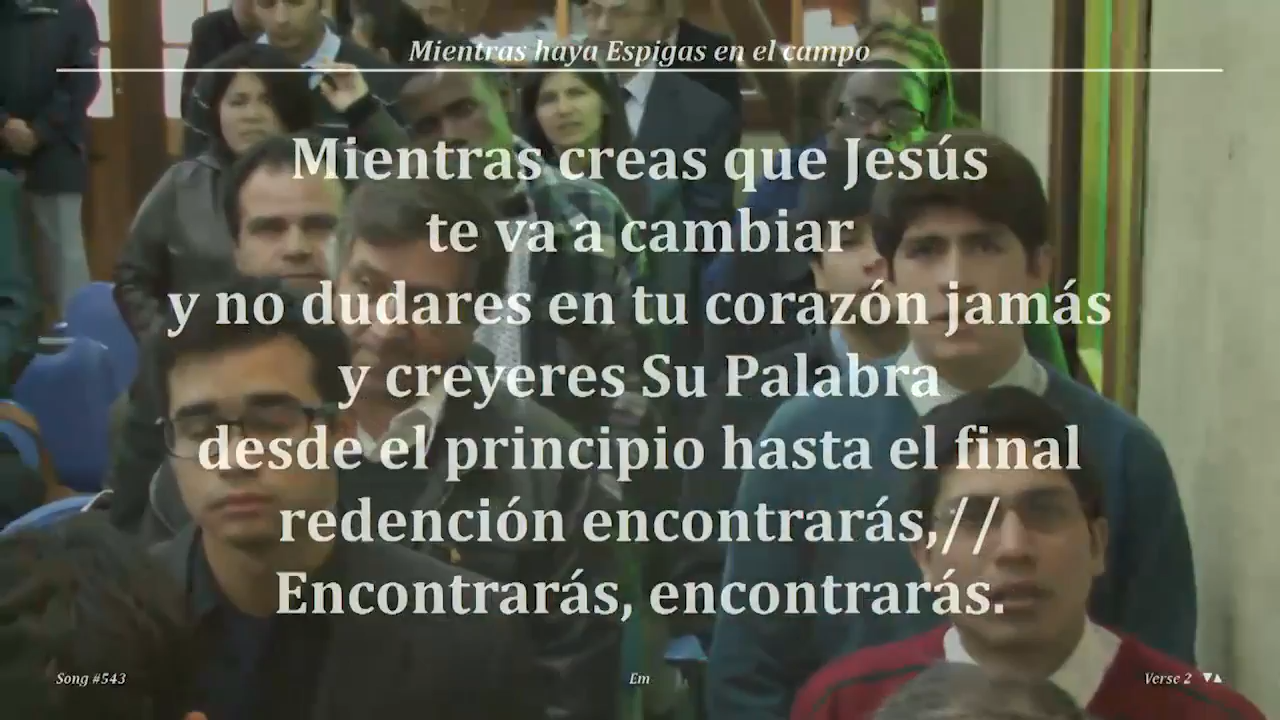 Mientras haya Espigas en el campo
Mientras creas que Jesús
te va a cambiar
y no dudares en tu corazón jamás
y creyeres Su Palabra
desde el principio hasta el final
redención encontrarás,//
Encontrarás, encontrarás.
Song #543 Em Verse 2 ▼▲